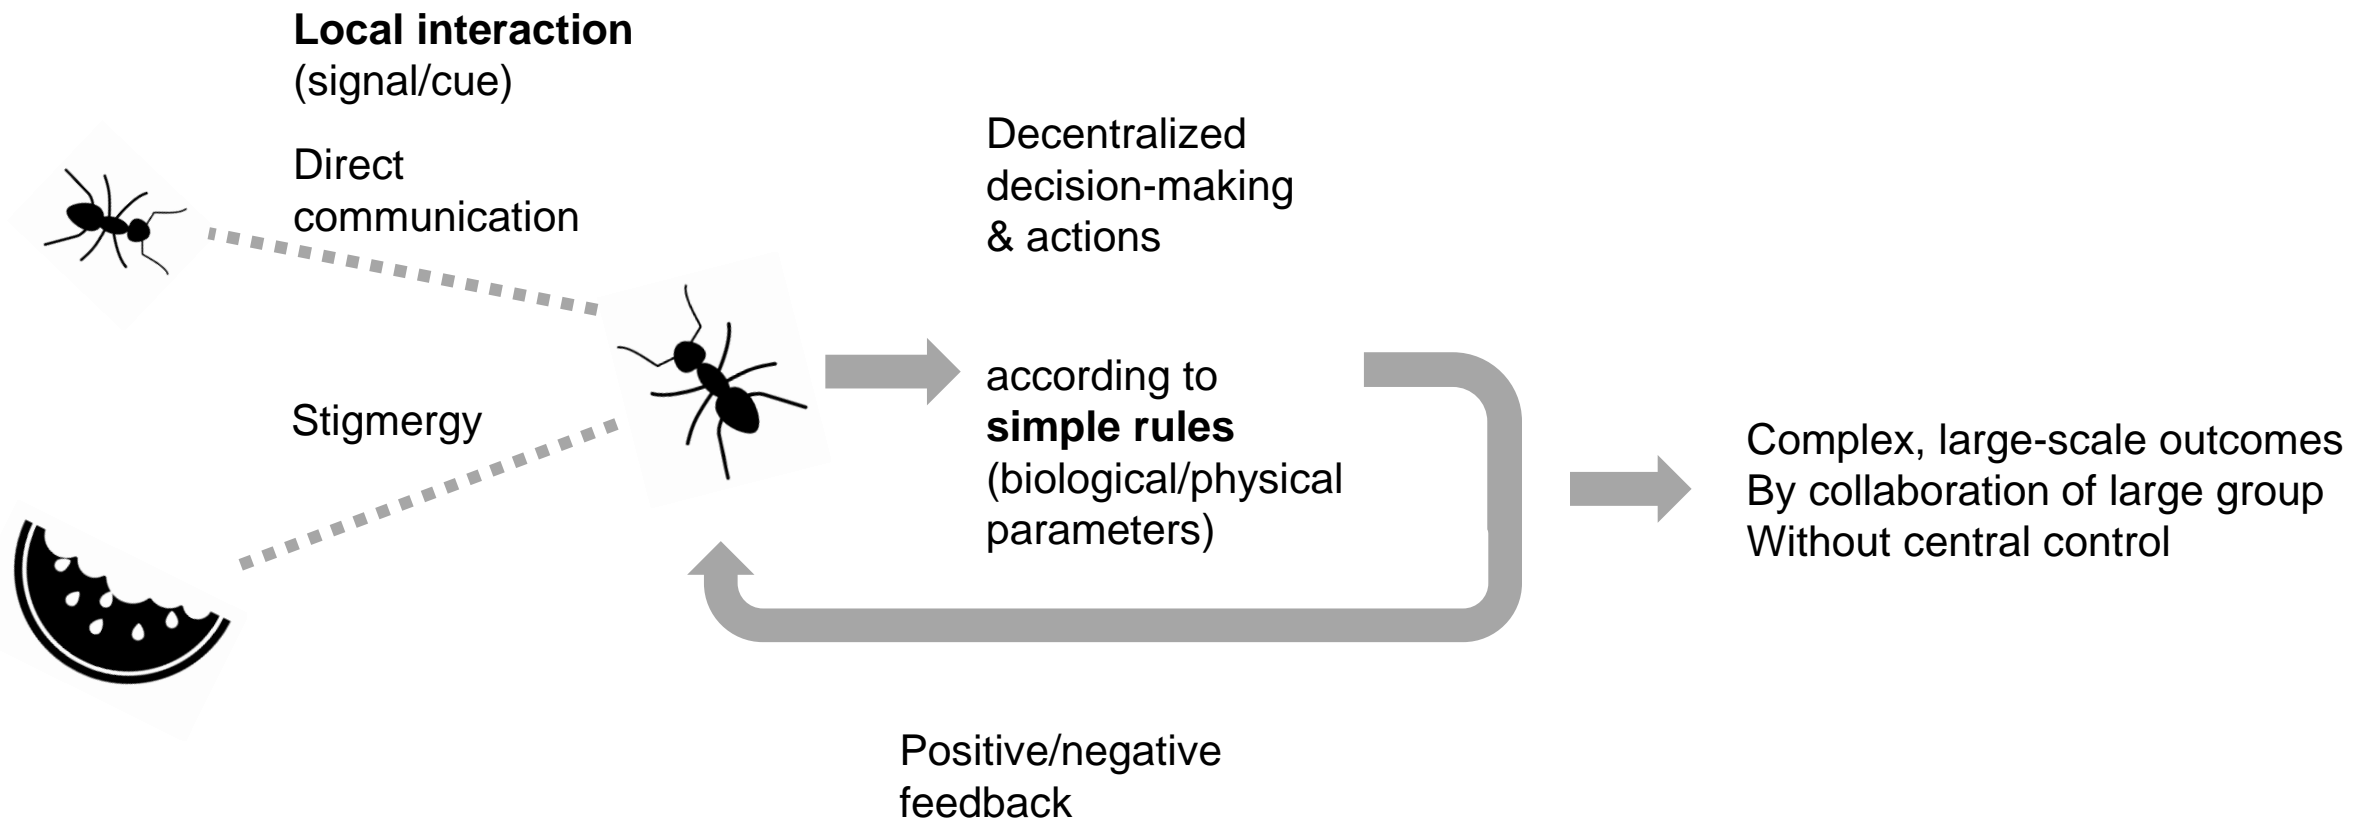 Local interaction
(signal/cue)
Direct
communication
Stigmergy
Decentralized
decision-making
& actions
according to
simple rules
(biological/physical
parameters)
Positive/negative
feedback
Complex, large-scale outcomes
By collaboration of large group
Without central control